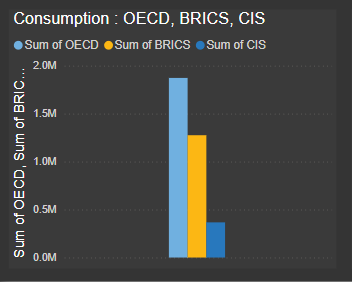 Consumption : OECD, BRICS, CIS
Sum of OECD Sum of BRICS Sum of CIS
Sum of OECD, Sum of BRIC...
2.0M
1.5M
1.0M
0.5M
0.0M